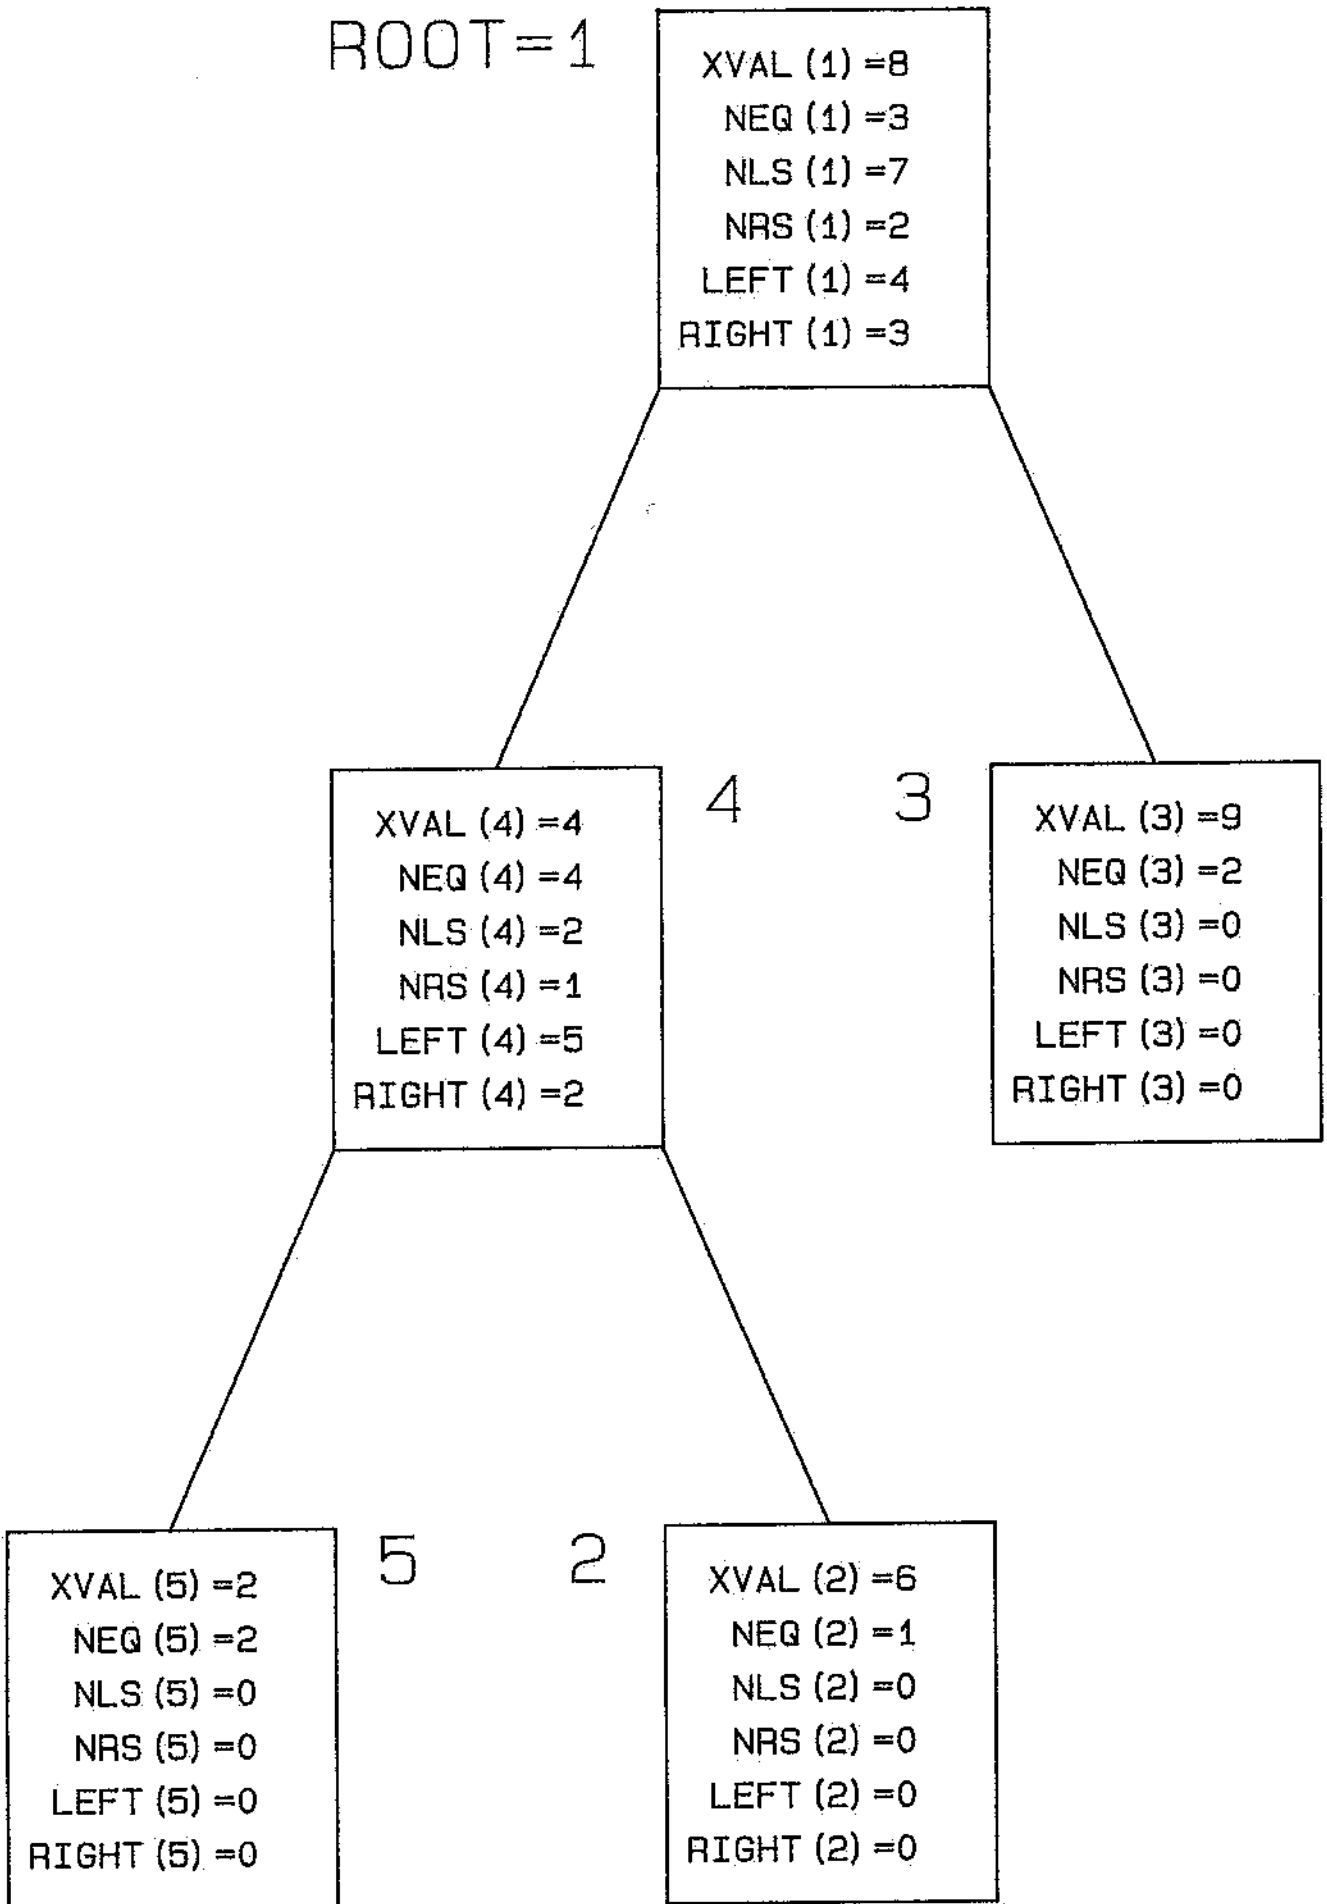 ROOT=1
XVAL (1) =8
NEQ (1) =3
NLS (1) =7
NRS (1) =2
LEFT (1) =4
RIGHT (1) =3
4
XVAL (4) =4
NEQ (4) =4
NLS (4) =2
NRS (4) =1
LEFT (4) =5
RIGHT (4) =2
3
XVAL (3) =9
NEQ (3) =2
NLS (3) =0
NRS (3) =0
LEFT (3) =0
RIGHT (3) =0
5
XVAL (5) =2
NEQ (5) =2
NLS (5) =0
NRS (5) =0
LEFT (5) =0
RIGHT (5) =0
2
XVAL (2) =6
NEQ (2) =1
NLS (2) =0
NRS (2) =0
LEFT (2) =0
RIGHT (2) =0